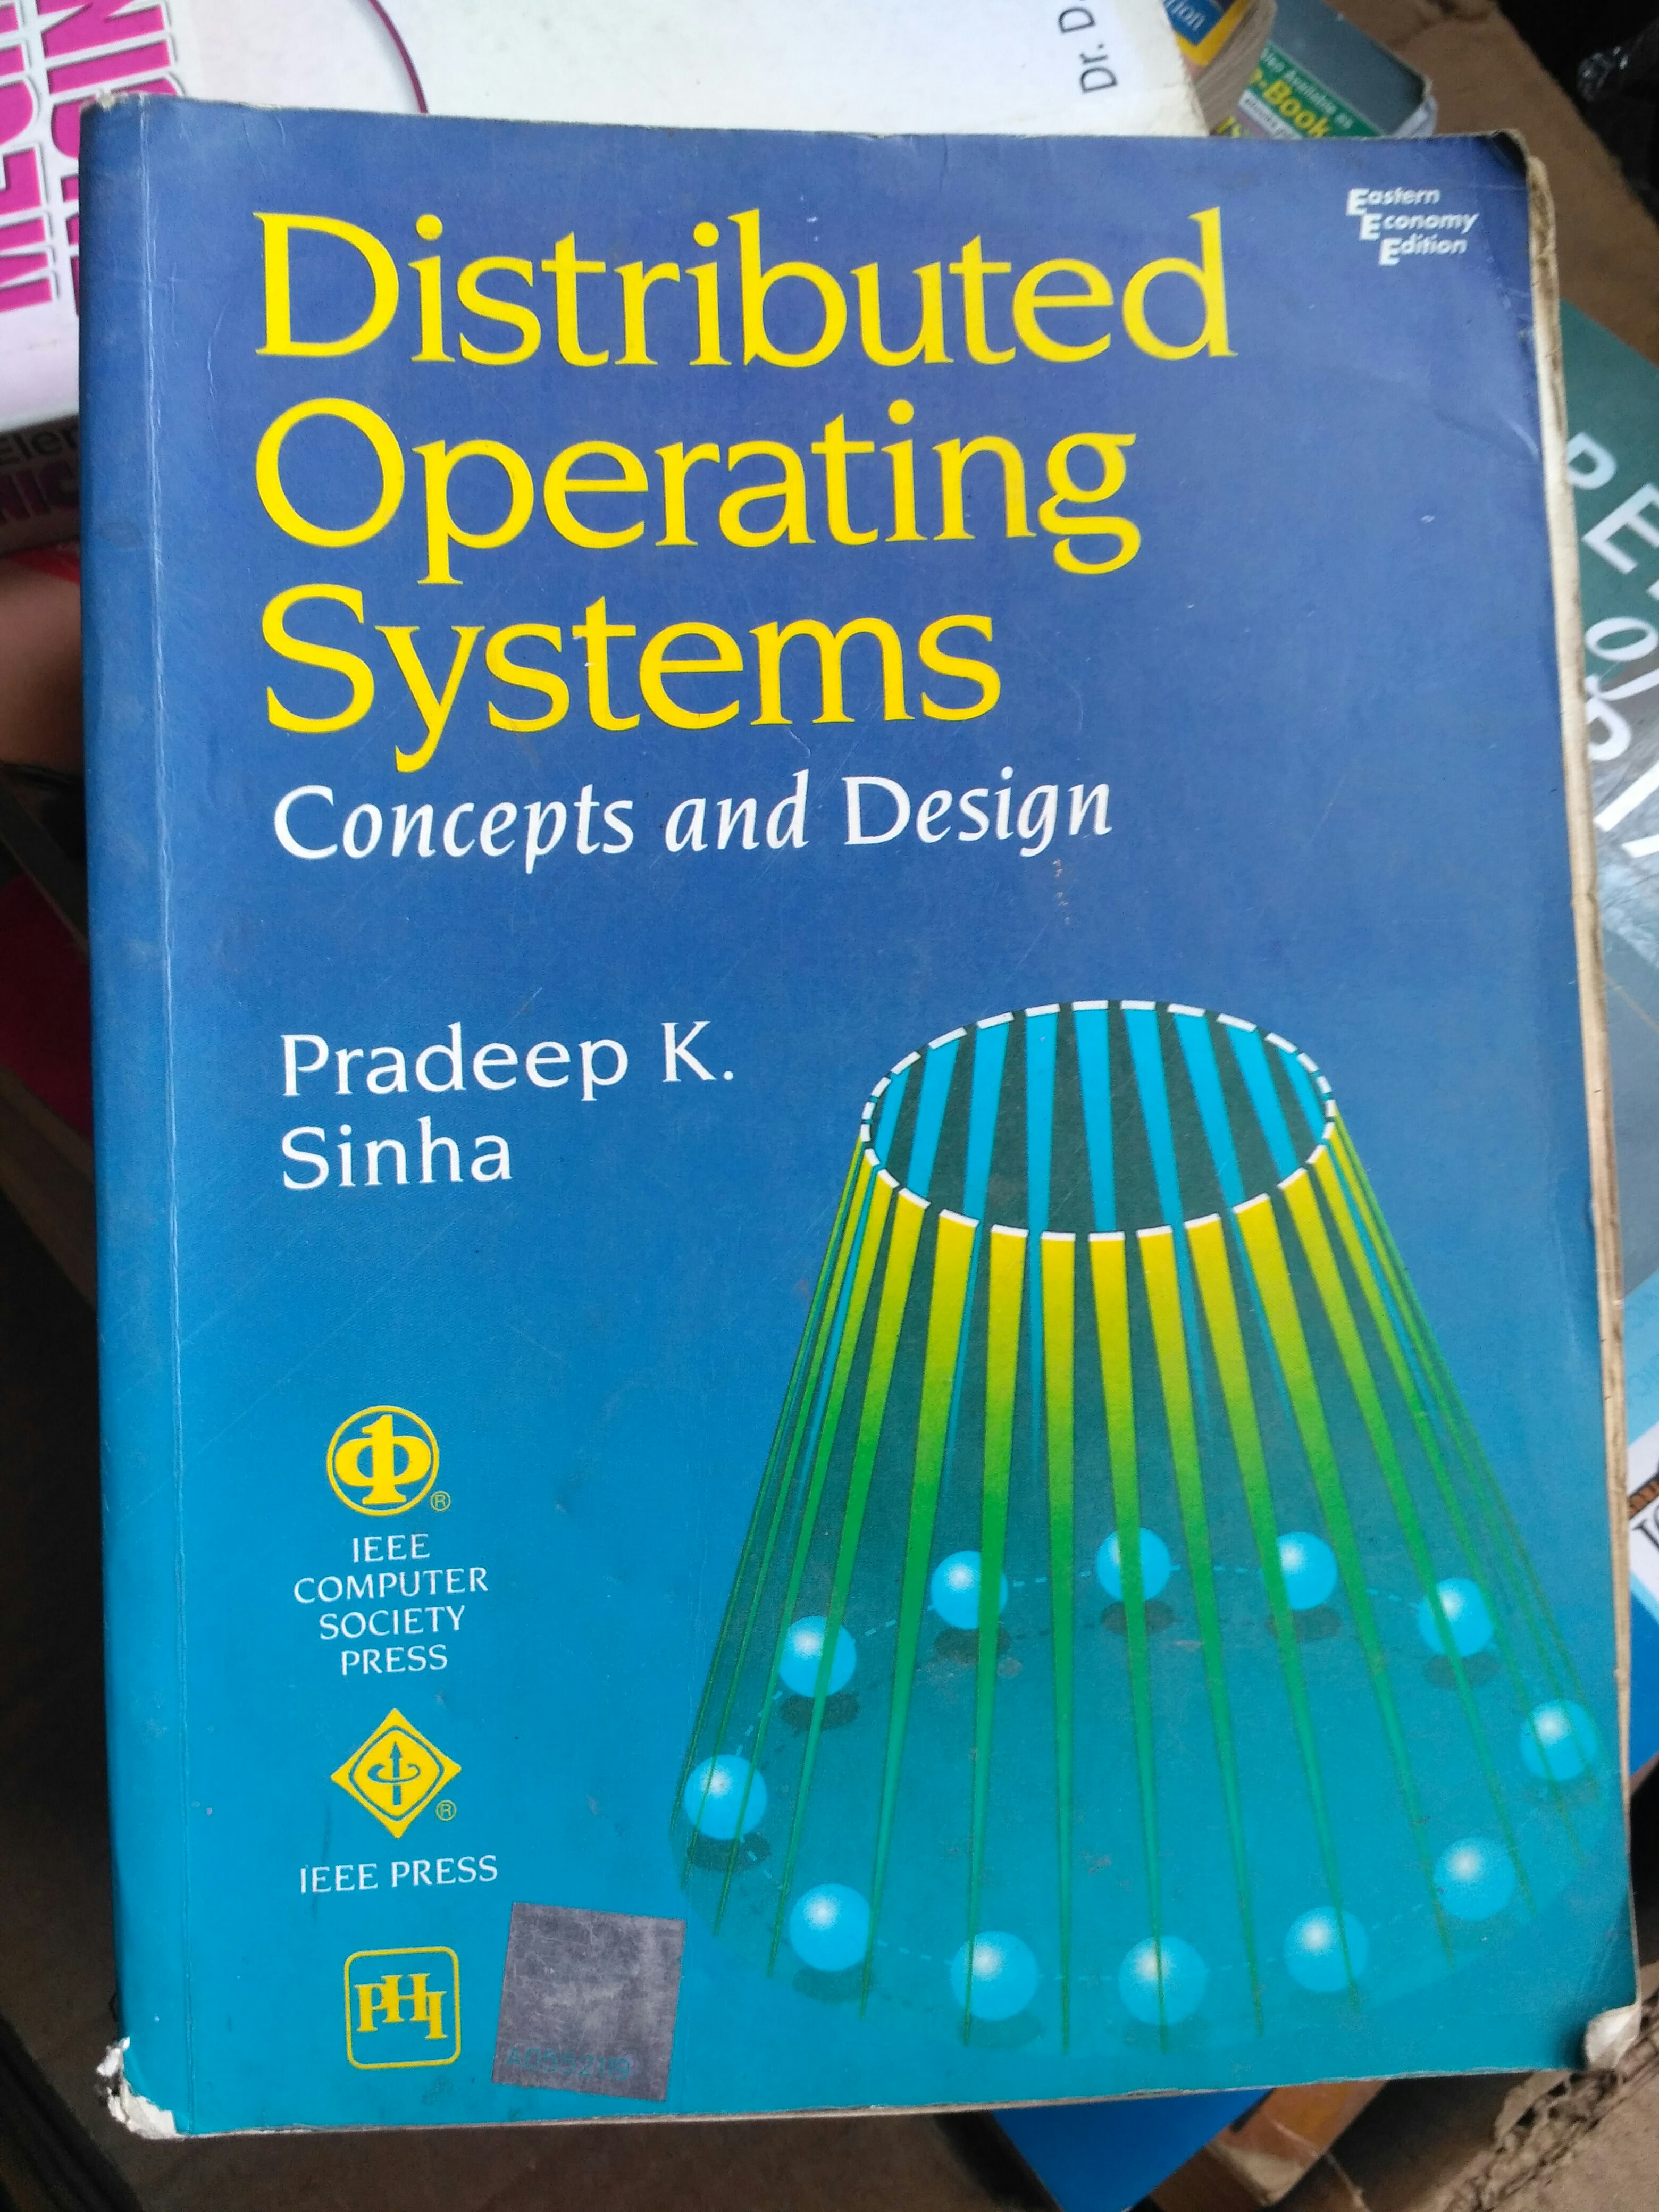 Dr. D
tion
Eastern
Economy
Edition
Distributed
Operating
Systems
Concepts and Design
Pradeep K.
Sinha
®
IEEE
COMPUTER
SOCIETY
PRESS
®
IEEE PRESS
PHI